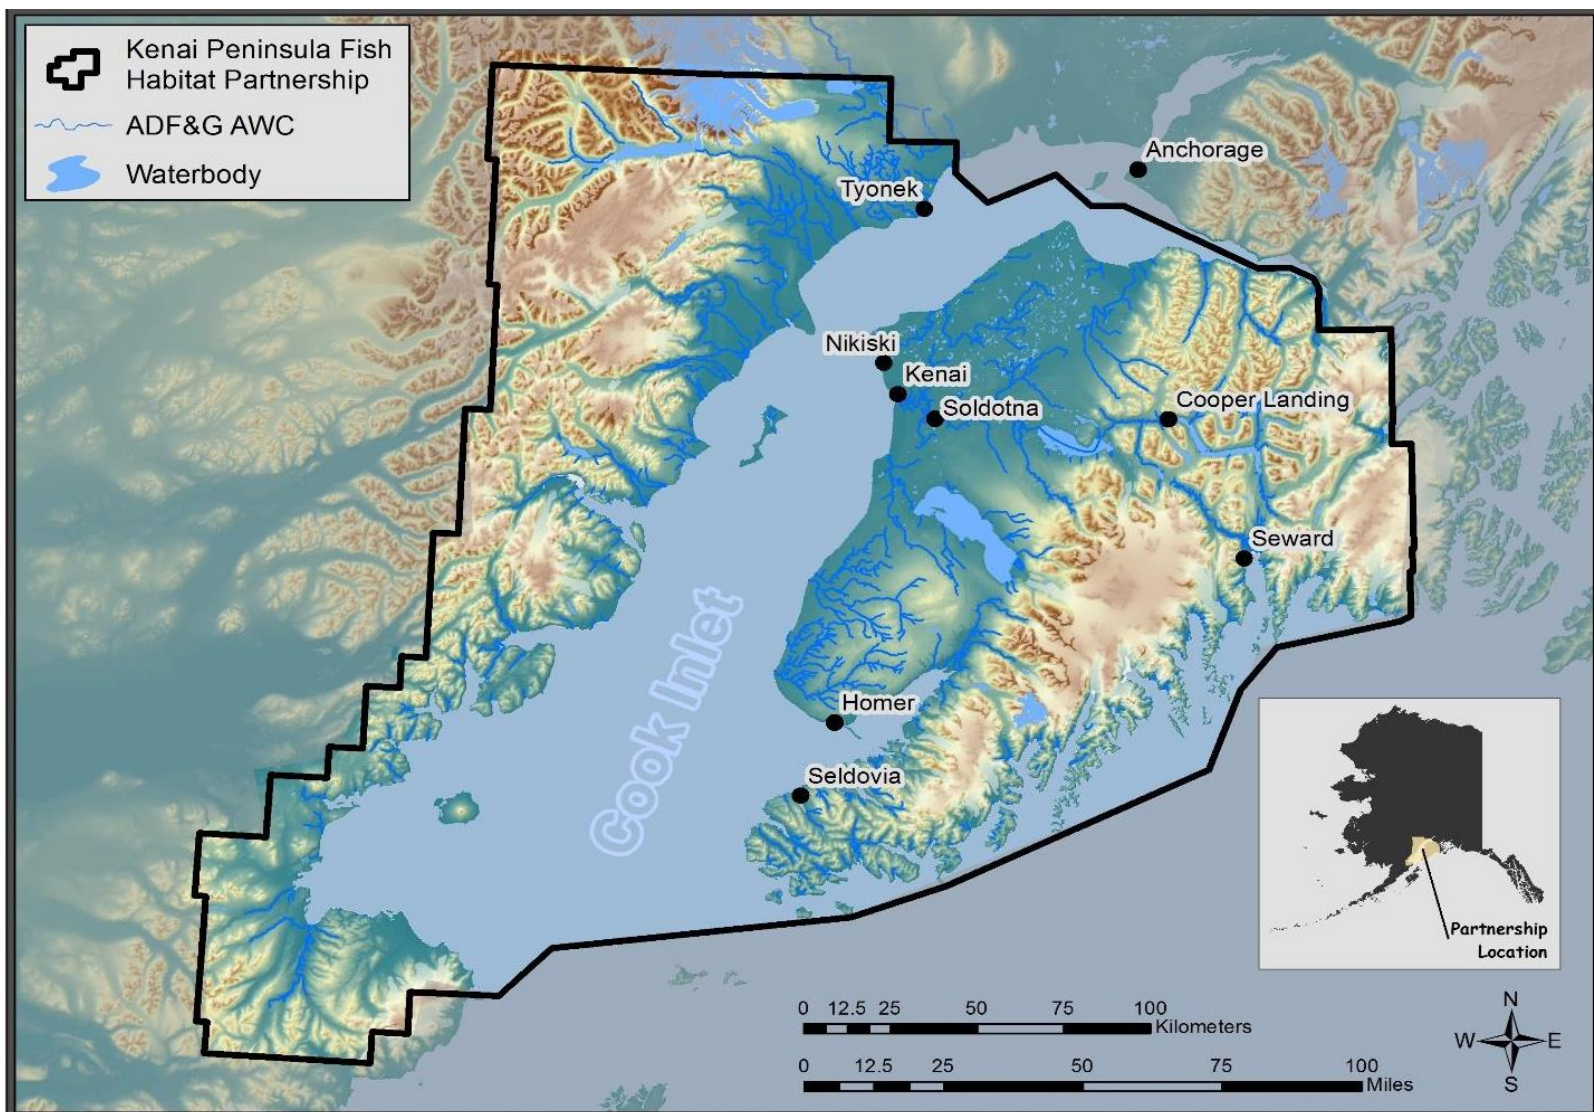 Kenai Peninsula Fish
Habitat Partnership
ADF&G AWC
Waterbody
Anchorage
Tyonek
Nikiski
Kenai
Soldotna
Cooper Landing
Seward
Cook Inlet
Homer
Seldovia
Partnership
Location
0 12.5 25 50 75 100
Kilometers
0 12.5 25 50 75 100
Miles
N
W E
S